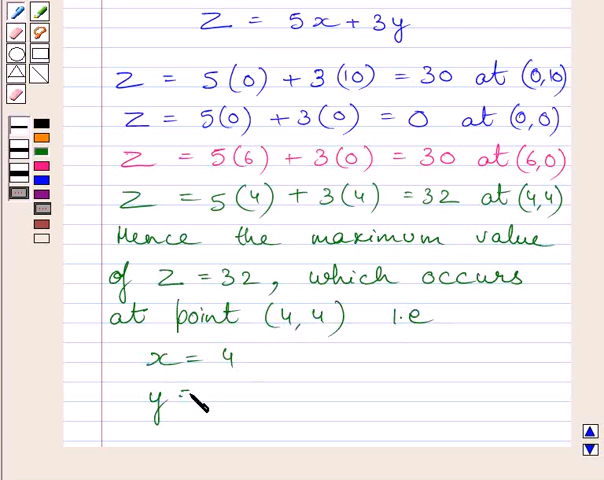 Z = 5x + 3y
Z = 5(0) + 3(10) = 30 at (0,10)
Z = 5(0) + 3(0) = 0 at (0,0)
Z = 5(6) + 3(0) = 30 at (6,0)
Z = 5(4) + 3(4) = 32 at (4,4)
Hence the maximum value
of Z = 32, which occurs
at point (4,4) i.e
x = 4
y =